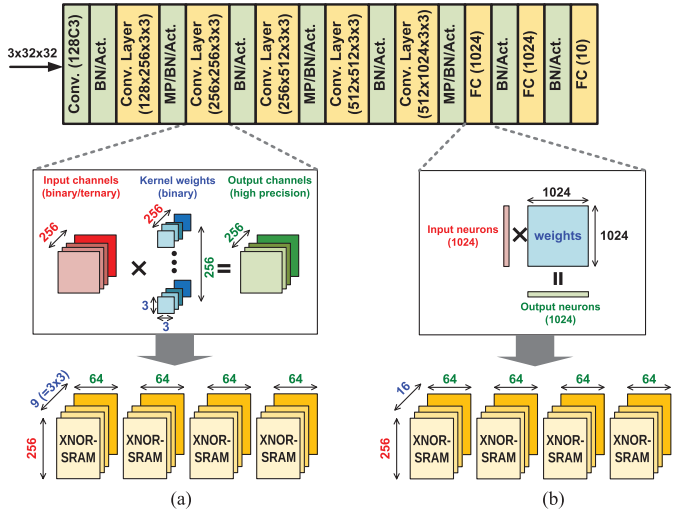 3x32x32
Conv. (128C3)
BN/Act.
Conv. Layer
(128x256x3x3)
MP/BN/Act.
Conv. Layer
(256x256x3x3)
BN/Act.
Conv. Layer
(256x512x3x3)
MP/BN/Act.
Conv. Layer
(512x512x3x3)
BN/Act.
Conv. Layer
(512x1024x3x3)
MP/BN/Act.
FC (1024)
BN/Act.
FC (1024)
BN/Act.
FC (10)
Input channels
(binary/ternary)
Kernel weights
(binary)
Output channels
(high precision)
256
256
256
256
3
3
1024
Input neurons
(1024)
weights
1024
Output neurons
(1024)
9 (=3x3)
64
64
64
64
256
XNOR-
SRAM
XNOR-
SRAM
XNOR-
SRAM
XNOR-
SRAM
(a)
16
64
64
64
64
256
XNOR-
SRAM
XNOR-
SRAM
XNOR-
SRAM
XNOR-
SRAM
(b)